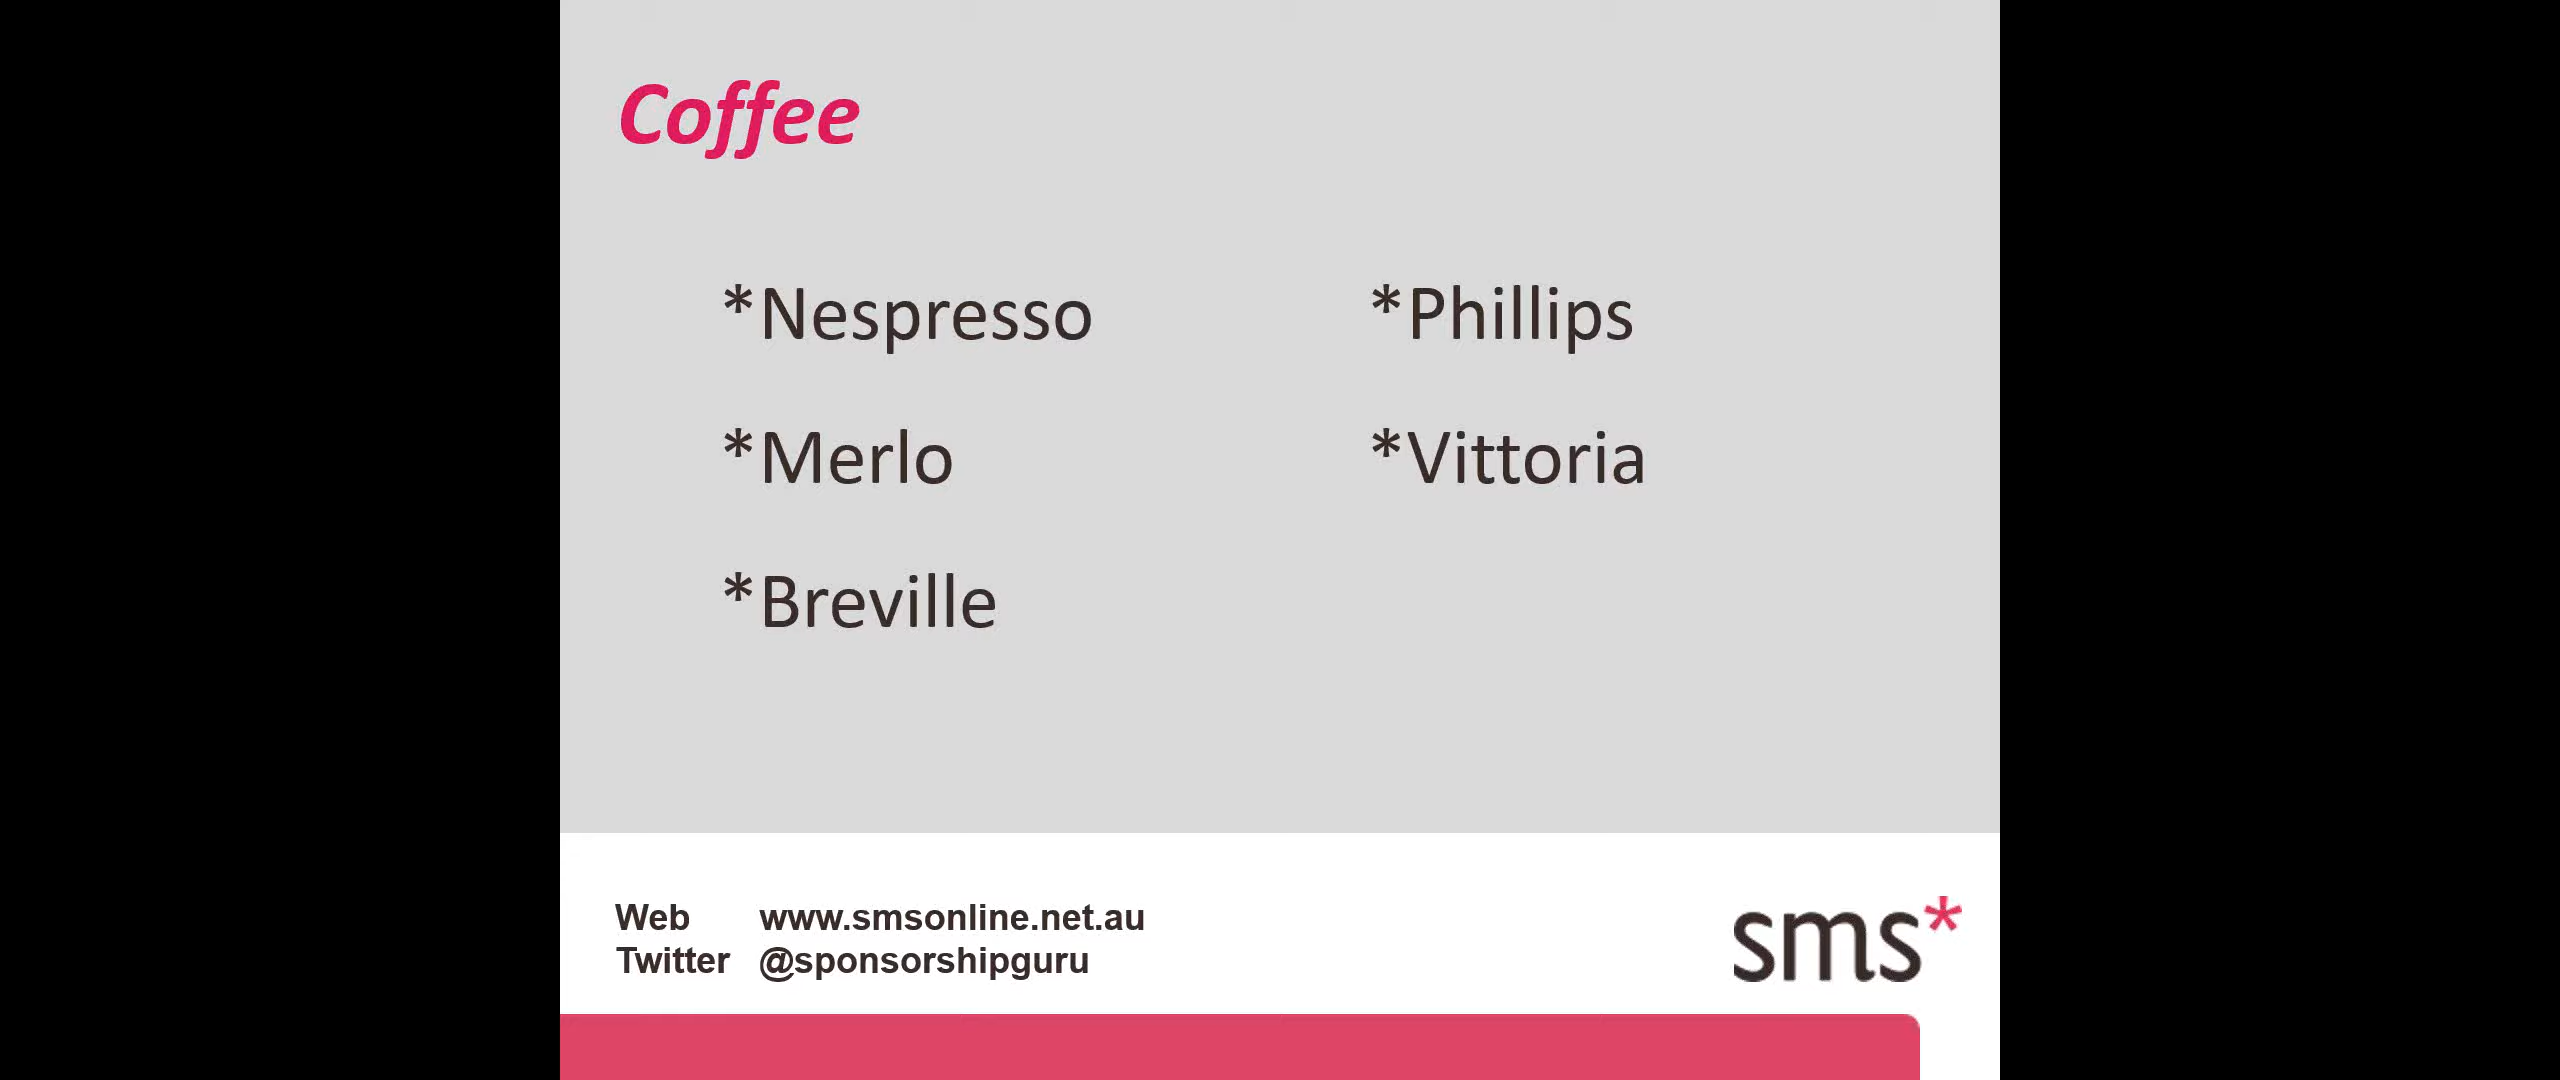 Coffee
*Nespresso
*Merlo
*Breville
*Phillips
*Vittoria
Web www.smsonline.net.au
Twitter @sponsorshipguru
sms*